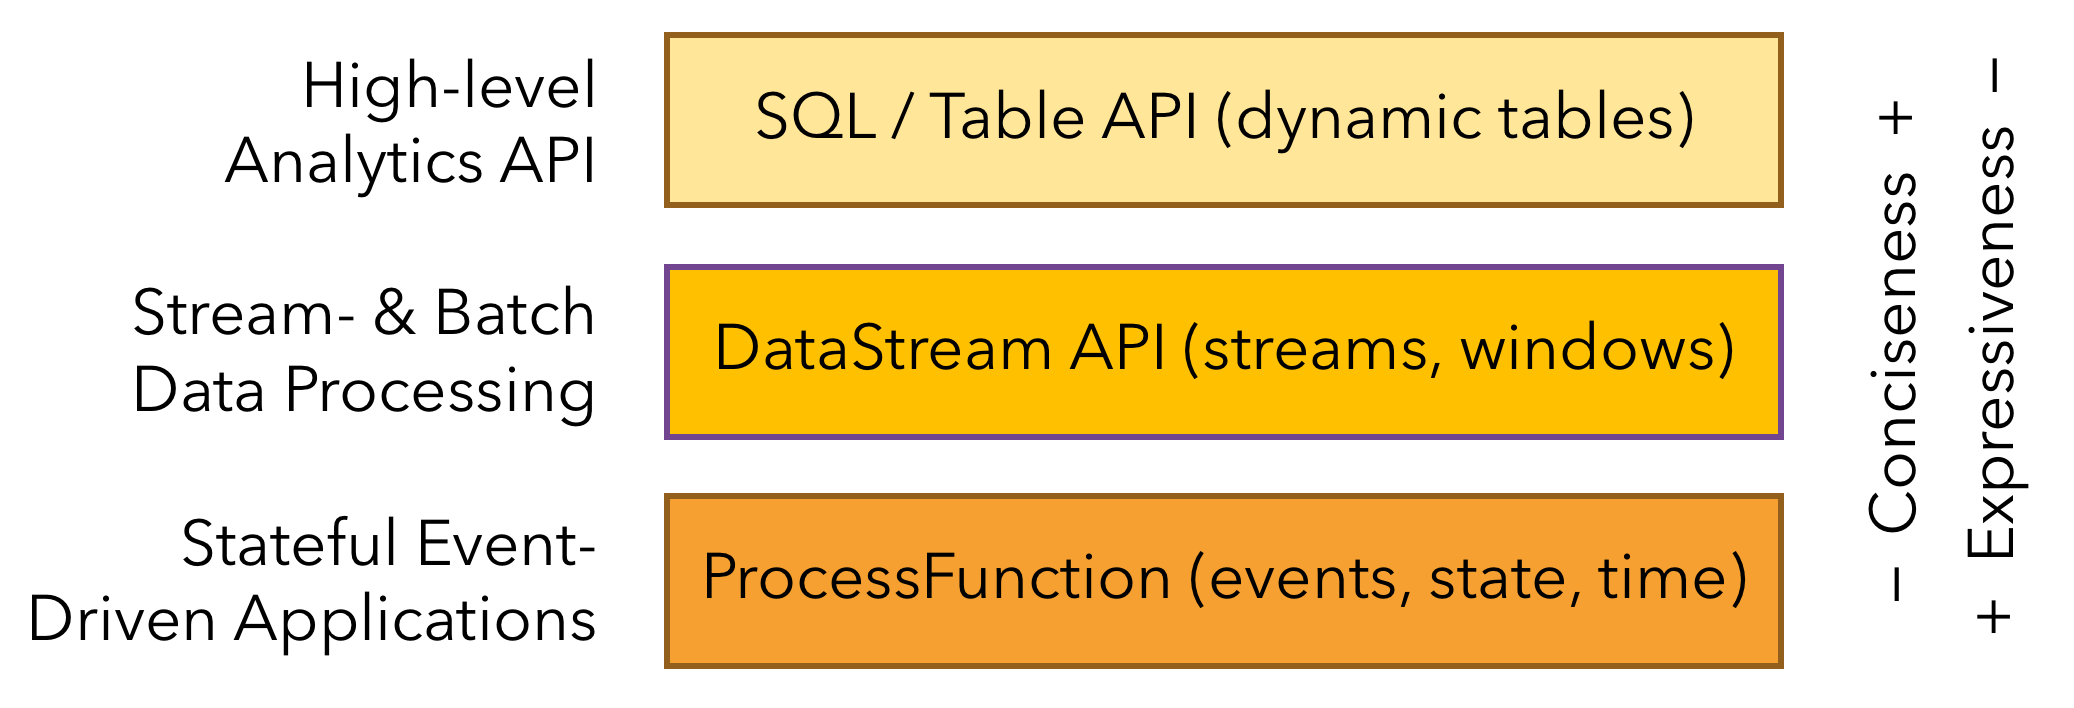 High-level
Analytics API
SQL / Table API (dynamic tables)
Stream- & Batch
Data Processing
DataStream API (streams, windows)
Stateful Event-
Driven Applications
ProcessFunction (events, state, time)
– Conciseness +
+ Expressiveness –